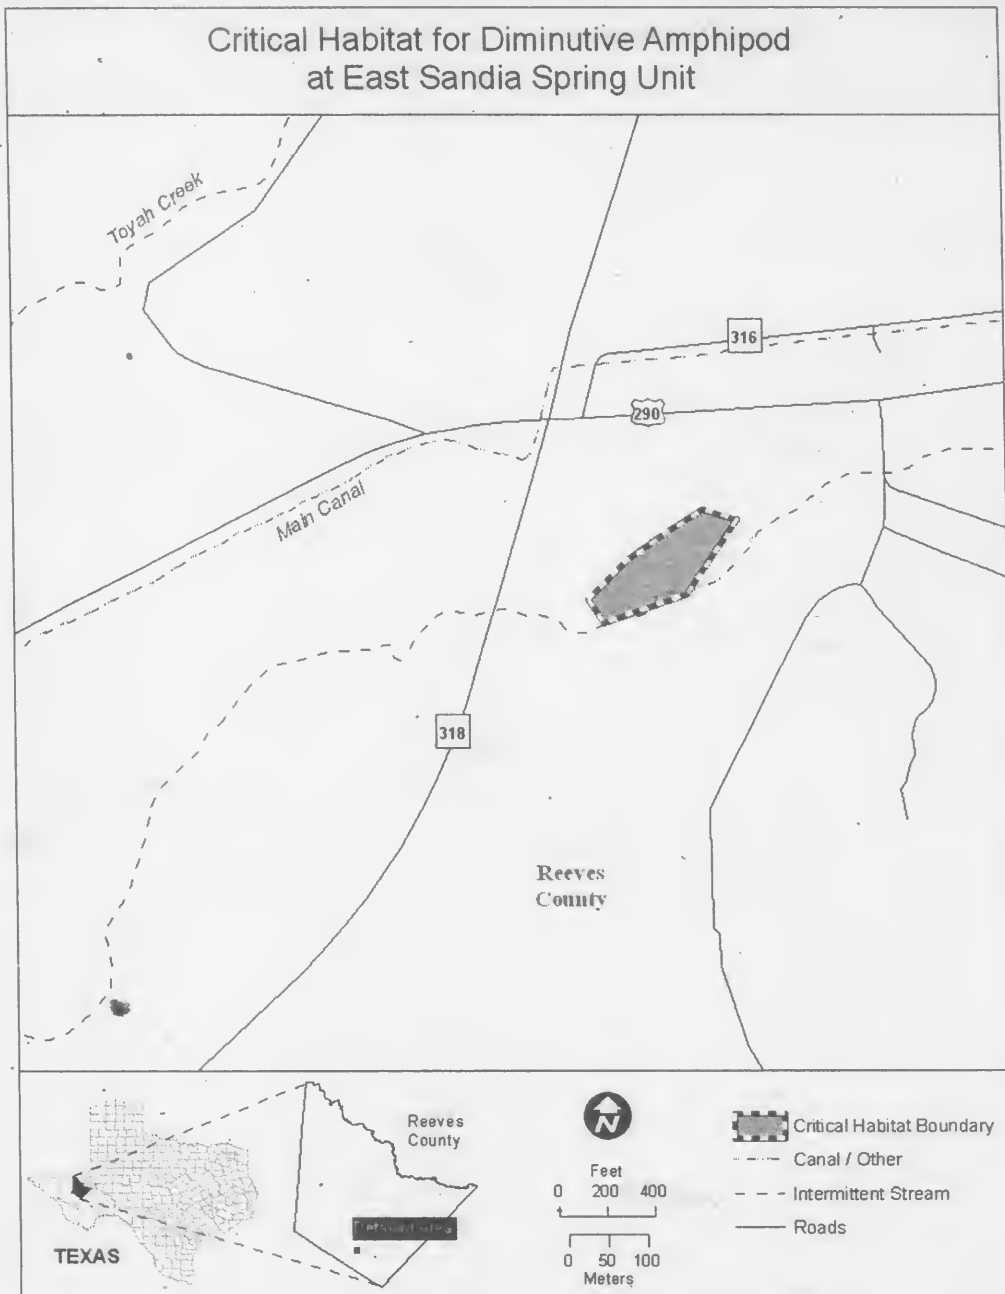 Critical Habitat for Diminutive Amphipod
at East Sandia Spring Unit
Toyah Creek
316
290
Main Canal
318
Reeves
County
Reeves
County
Detsilot Area
TEXAS
N
Feet
0 200 400
0 50 100
Meters
Critical Habitat Boundary
Canal / Other
Intermittent Stream
Roads